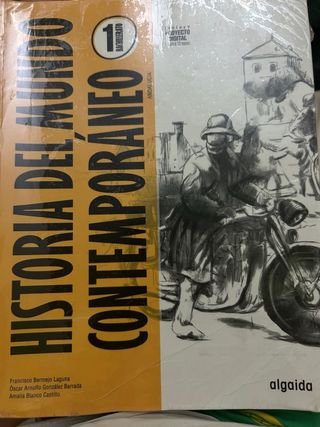 HISTORIA DEL MUNDO
CONTEMPORÁNEO
1
BACHILLERATO
ANDALUCÍA
PROYECTO
DIGITAL
Francisco Bermejo Laguna
Óscar Arnulfo González Barrada
Amalia Blanco Castillo
algaida